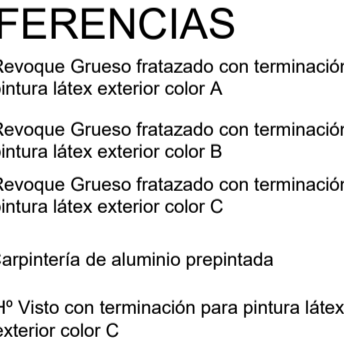 FERENCIAS
Revoque Grueso fratazado con terminación
pintura látex exterior color A
Revoque Grueso fratazado con terminación
pintura látex exterior color B
Revoque Grueso fratazado con terminación
pintura látex exterior color C
Carpintería de aluminio prepintada
Hº Visto con terminación para pintura látex
exterior color C